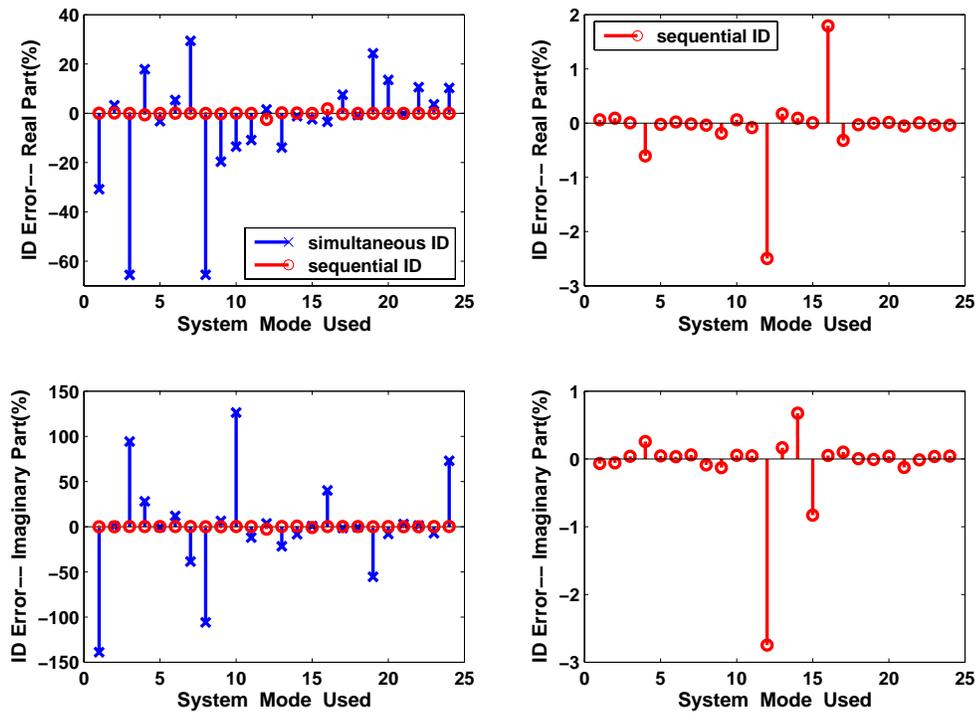 40
20
0
−20
−40
−60
ID Error−− Real Part(%)
simultaneous ID
sequential ID
0 5 10 15 20 25
System Mode Used
2
1
0
−1
−2
−3
ID Error−− Real Part(%)
sequential ID
0 5 10 15 20 25
System Mode Used
150
100
50
0
−50
−100
−150
ID Error−− Imaginary Part(%)
0 5 10 15 20 25
System Mode Used
1
0
−1
−2
−3
ID Error−− Imaginary Part(%)
0 5 10 15 20 25
System Mode Used